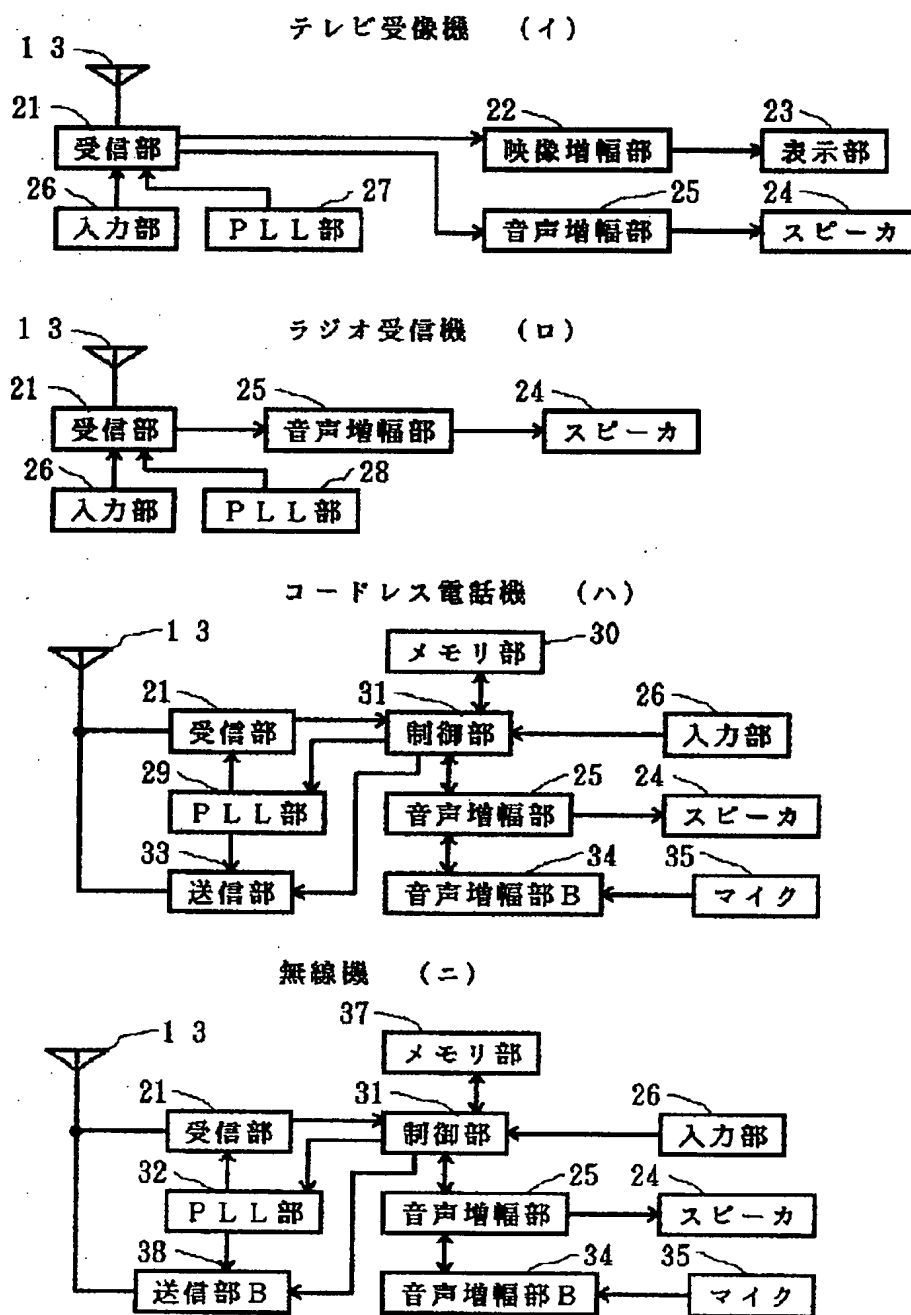 テレビ受像機 （イ）
13
21
受信部
22
映像増幅部
23
表示部
26
入力部
27
ＰＬＬ部
25
音声増幅部
24
スピーカ
ラジオ受信機 （ロ）
13
21
受信部
25
音声増幅部
24
スピーカ
26
入力部
28
ＰＬＬ部
コードレス電話機 （ハ）
13
30
メモリ部
21
受信部
31
制御部
26
入力部
29
ＰＬＬ部
25
音声増幅部
24
スピーカ
33
送信部
34
音声増幅部Ｂ
35
マイク
無線機 （ニ）
13
37
メモリ部
21
受信部
31
制御部
26
入力部
32
ＰＬＬ部
25
音声増幅部
24
スピーカ
38
送信部Ｂ
34
音声増幅部Ｂ
35
マイク